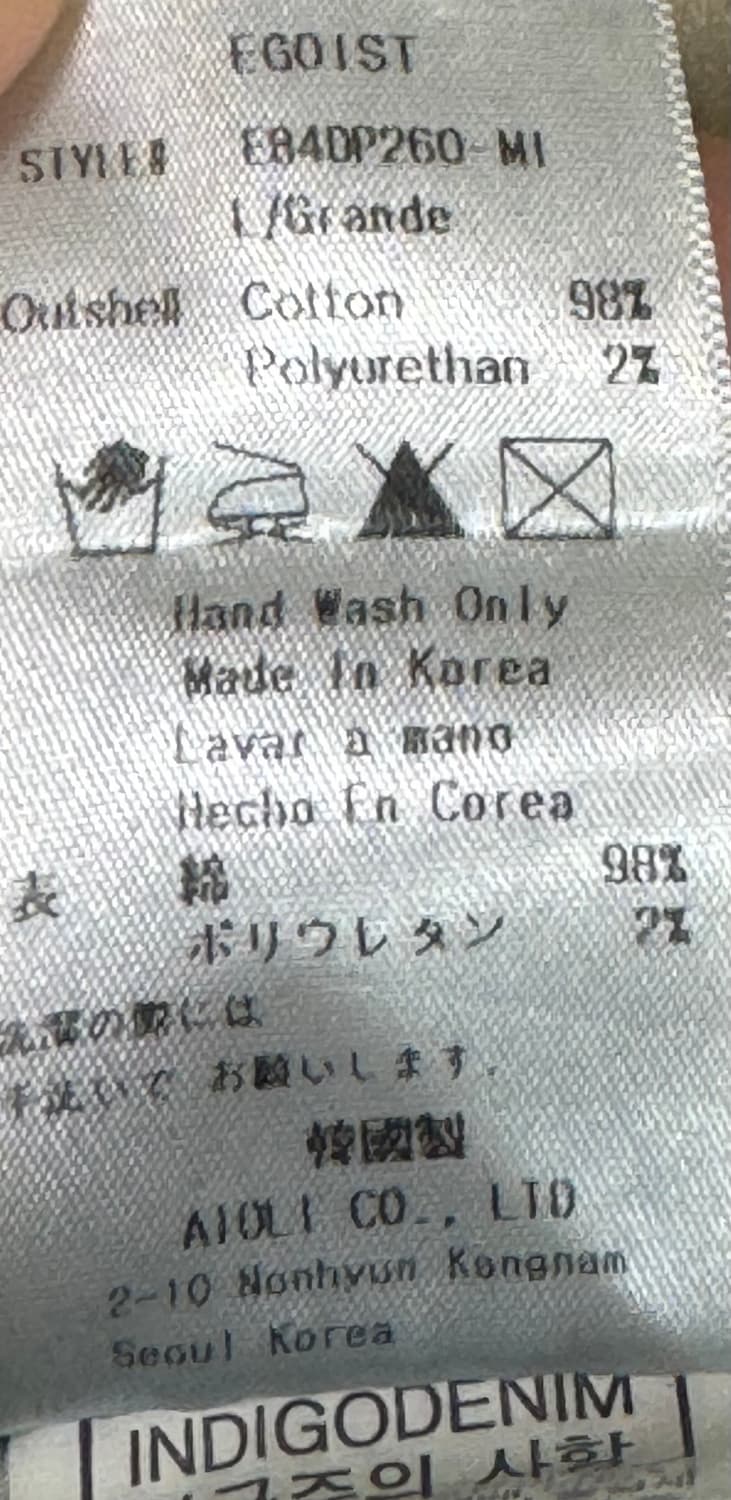 EGOIST
STYLE# EB4DP260-MI
L/Grande
Outshell Cotton 98%
Polyurethan 2%
Hand Wash Only
Made In Korea
Lavar a mano
Hecho En Corea
表 綿 98%
ポリウレタン 2%
洗濯の際には
手洗いで お願いします.
韓國製
AIOLI CO., LTD
2-10 Nonhyun Kangnam
Seoul Korea
INDIGODENIM
사항